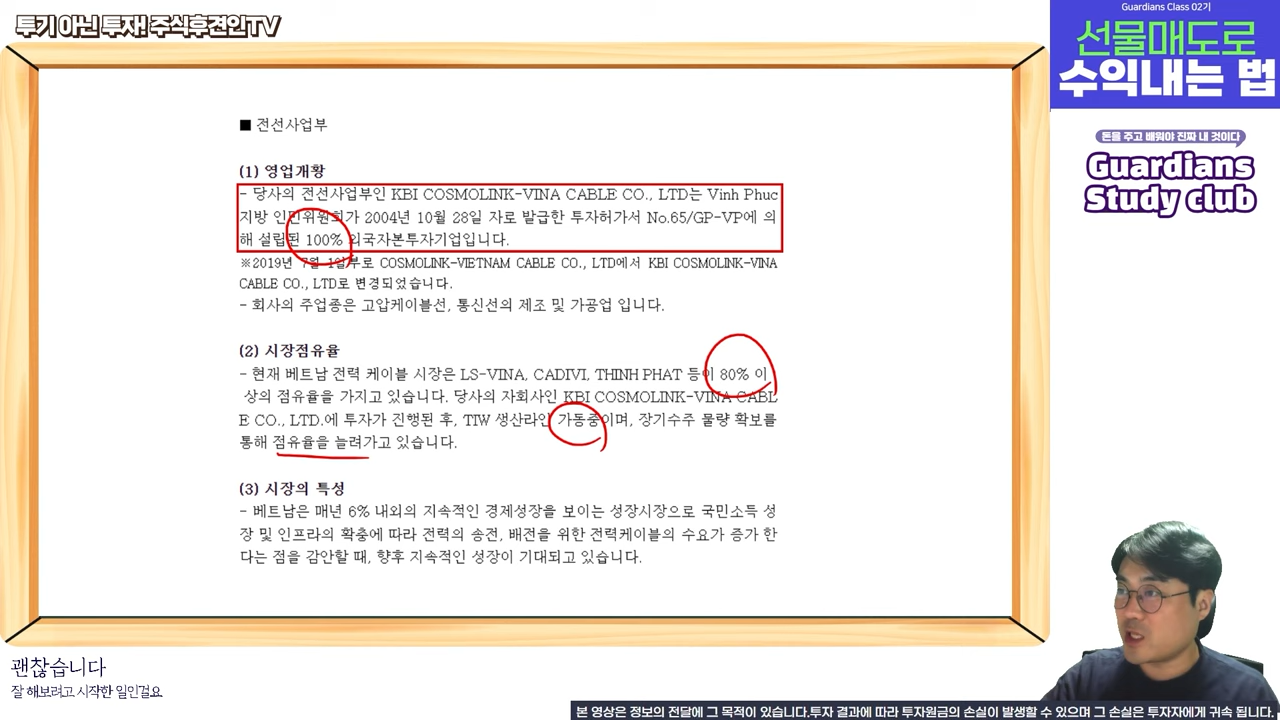 투기 아닌 투재! 주식후견인TV
Guardians Class 02기
선물매도로
수익내는 법
돈을 주고 배워야 진짜 내 것이다
Guardians
Study club
■ 전선사업부
(1) 영업개황
- 당사의 전선사업부인 KBI COSMOLINK-VINA CABLE CO., LTD는 Vinh Phuc
지방 인민위원회가 2004년 10월 28일 자로 발급한 투자허가서 No.65/GP-VP에 의
해 설립된 100% 외국자본투자기업입니다.
※2019년 7월 1일부로 COSMOLINK-VIETNAM CABLE CO., LTD에서 KBI COSMOLINK-VINA
CABLE CO., LTD로 변경되었습니다.
- 회사의 주업종은 고압케이블선, 통신선의 제조 및 가공업 입니다.
(2) 시장점유율
- 현재 베트남 전력 케이블 시장은 LS-VINA, CADIVI, THINH PHAT 등이 80% 이
상의 점유율을 가지고 있습니다. 당사의 자회사인 KBI COSMOLINK-VINA CABL
E CO., LTD.에 투자가 진행된 후, TIW 생산라인 가동중이며, 장기수주 물량 확보를
통해 점유율을 늘려가고 있습니다.
(3) 시장의 특성
- 베트남은 매년 6% 내외의 지속적인 경제성장을 보이는 성장시장으로 국민소득 성
장 및 인프라의 확충에 따라 전력의 송전, 배전을 위한 전력케이블의 수요가 증가 한
다는 점을 감안할 때, 향후 지속적인 성장이 기대되고 있습니다.
괜찮습니다
잘 해보려고 시작한 일인걸요
본 영상은 정보의 전달에 그 목적이 있습니다.투자 결과에 따라 투자원금의 손실이 발생할 수 있으며 그 손실은 투자자에게 귀속 됩니다.